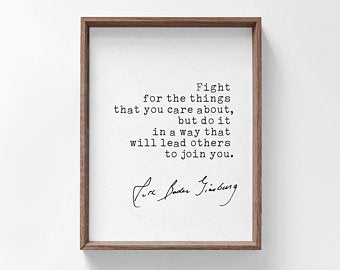 Fight
for the things
that you care about,
but do it
in a way that
will lead others
to join you.
Ruth Bader Ginsburg